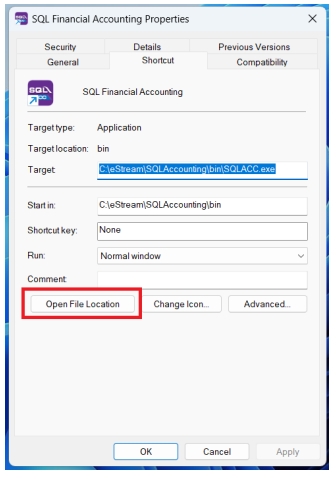 SQL Financial Accounting Properties
Security Details Previous Versions
General Shortcut Compatibility
SQL
SQL Financial Accounting
Target type: Application
Target location: bin
Target: C:\eStream\SQLAccounting\bin\SQLACC.exe
Start in: C:\eStream\SQLAccounting\bin
Shortcut key: None
Run: Normal window
Comment:
Open File Location Change Icon... Advanced...
OK Cancel Apply